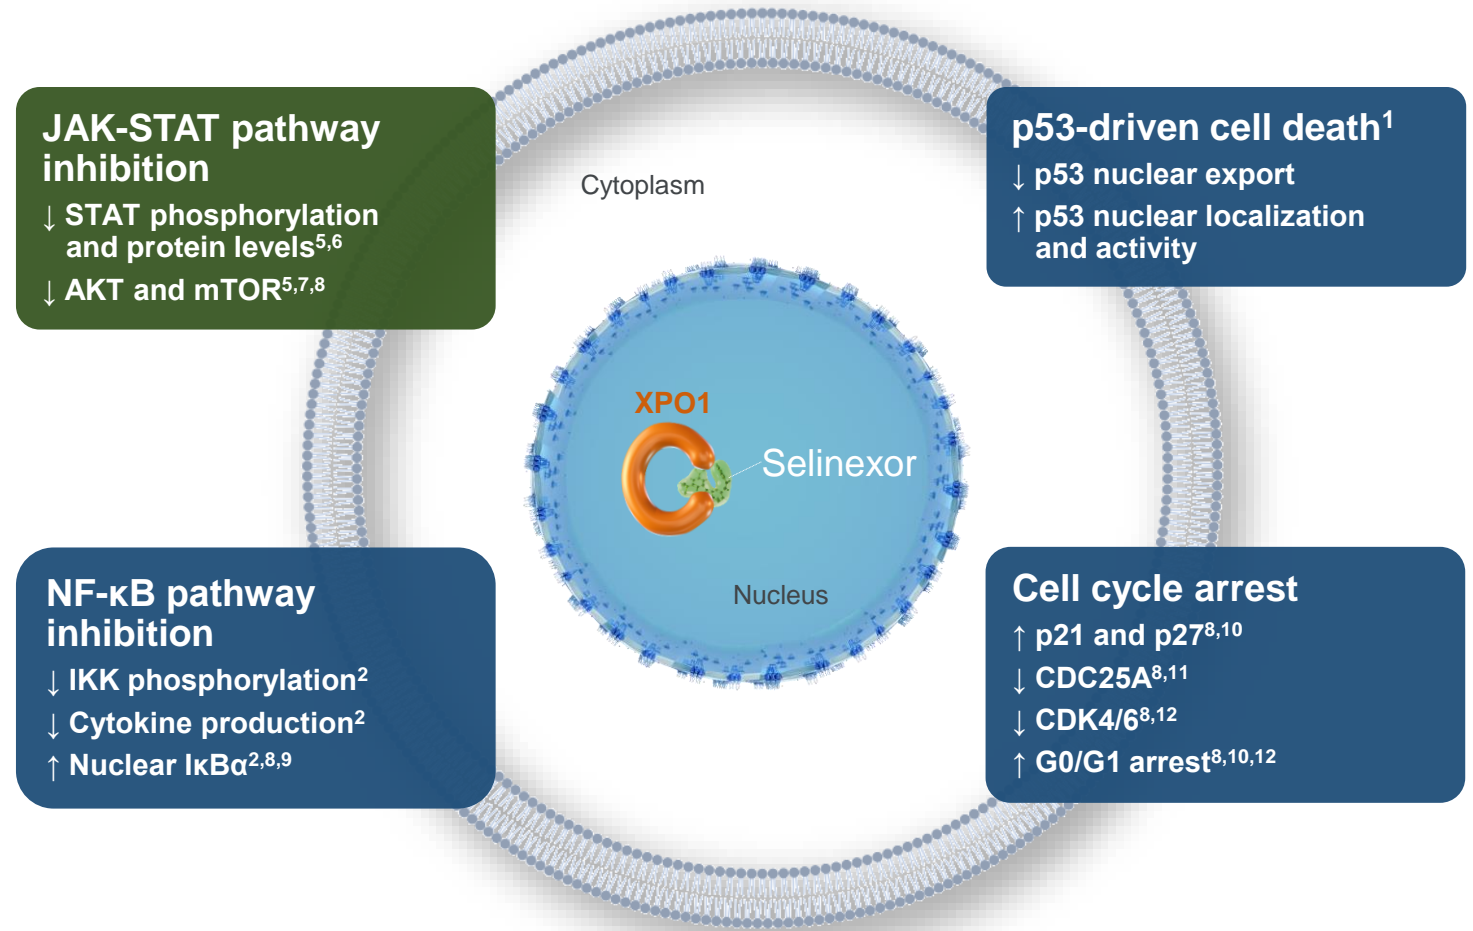 JAK-STAT pathway
inhibition
↓ STAT phosphorylation
and protein levels5,6
↓ AKT and mTOR5,7,8
p53-driven cell death1
↓ p53 nuclear export
↑ p53 nuclear localization
and activity
Cytoplasm
XPO1
Selinexor
Nucleus
NF-κB pathway
inhibition
↓ IKK phosphorylation2
↓ Cytokine production2
↑ Nuclear IκBα2,8,9
Cell cycle arrest
↑ p21 and p278,10
↓ CDC25A8,11
↓ CDK4/68,12
↑ G0/G1 arrest8,10,12